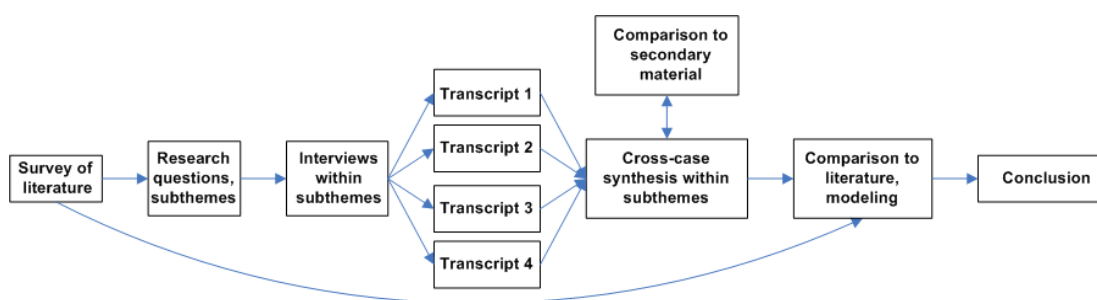 Survey of
literature
Research
questions,
subthemes
Interviews
within
subthemes
Transcript 1
Transcript 2
Transcript 3
Transcript 4
Comparison to
secondary
material
Cross-case
synthesis within
subthemes
Comparison to
literature,
modeling
Conclusion